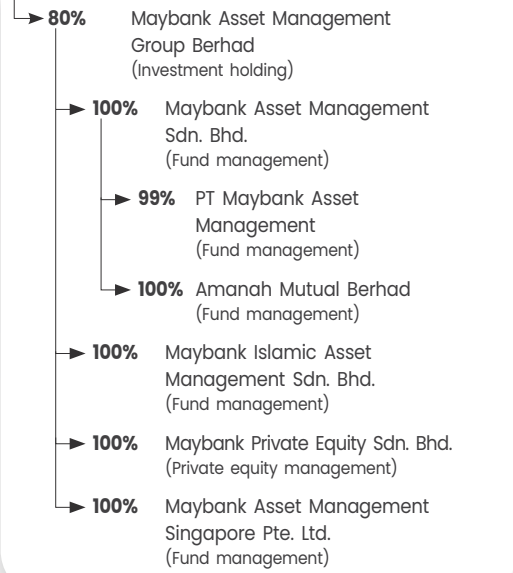 80% Maybank Asset Management
Group Berhad
(Investment holding)
100% Maybank Asset Management
Sdn. Bhd.
(Fund management)
99% PT Maybank Asset
Management
(Fund management)
100% Amanah Mutual Berhad
(Fund management)
100% Maybank Islamic Asset
Management Sdn. Bhd.
(Fund management)
100% Maybank Private Equity Sdn. Bhd.
(Private equity management)
100% Maybank Asset Management
Singapore Pte. Ltd.
(Fund management)